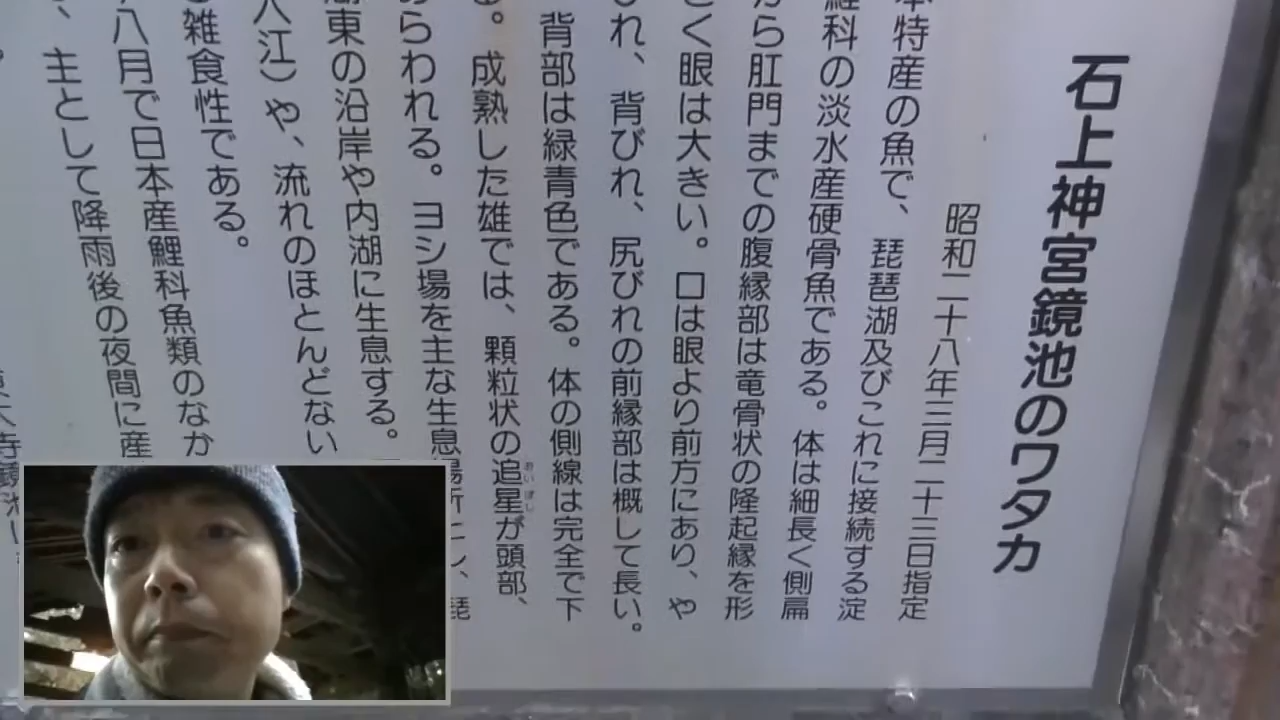 石上神宮鏡池のワタカ
昭和二十八年三月二十三日指定
本特産の魚で、琵琶湖及びこれに接続する淀
鯉科の淡水産硬骨魚である。体は細長く側扁
から肛門までの腹縁部は竜骨状の隆起縁を形
く眼は大きい。口は眼より前方にあり、や
れ、背びれ、尻びれの前縁部は概して長い。
背部は緑青色である。体の側線は完全で下
る。成熟した雄では、顆粒状の追星が頭部、
おいぼし
あらわれる。ヨシ場を主な生息場所とし、琵
湖東の沿岸や内湖に生息する。
入江）や、流れのほとんどない
雑食性である。
八月で日本産鯉科魚類のなか
、主として降雨後の夜間に産